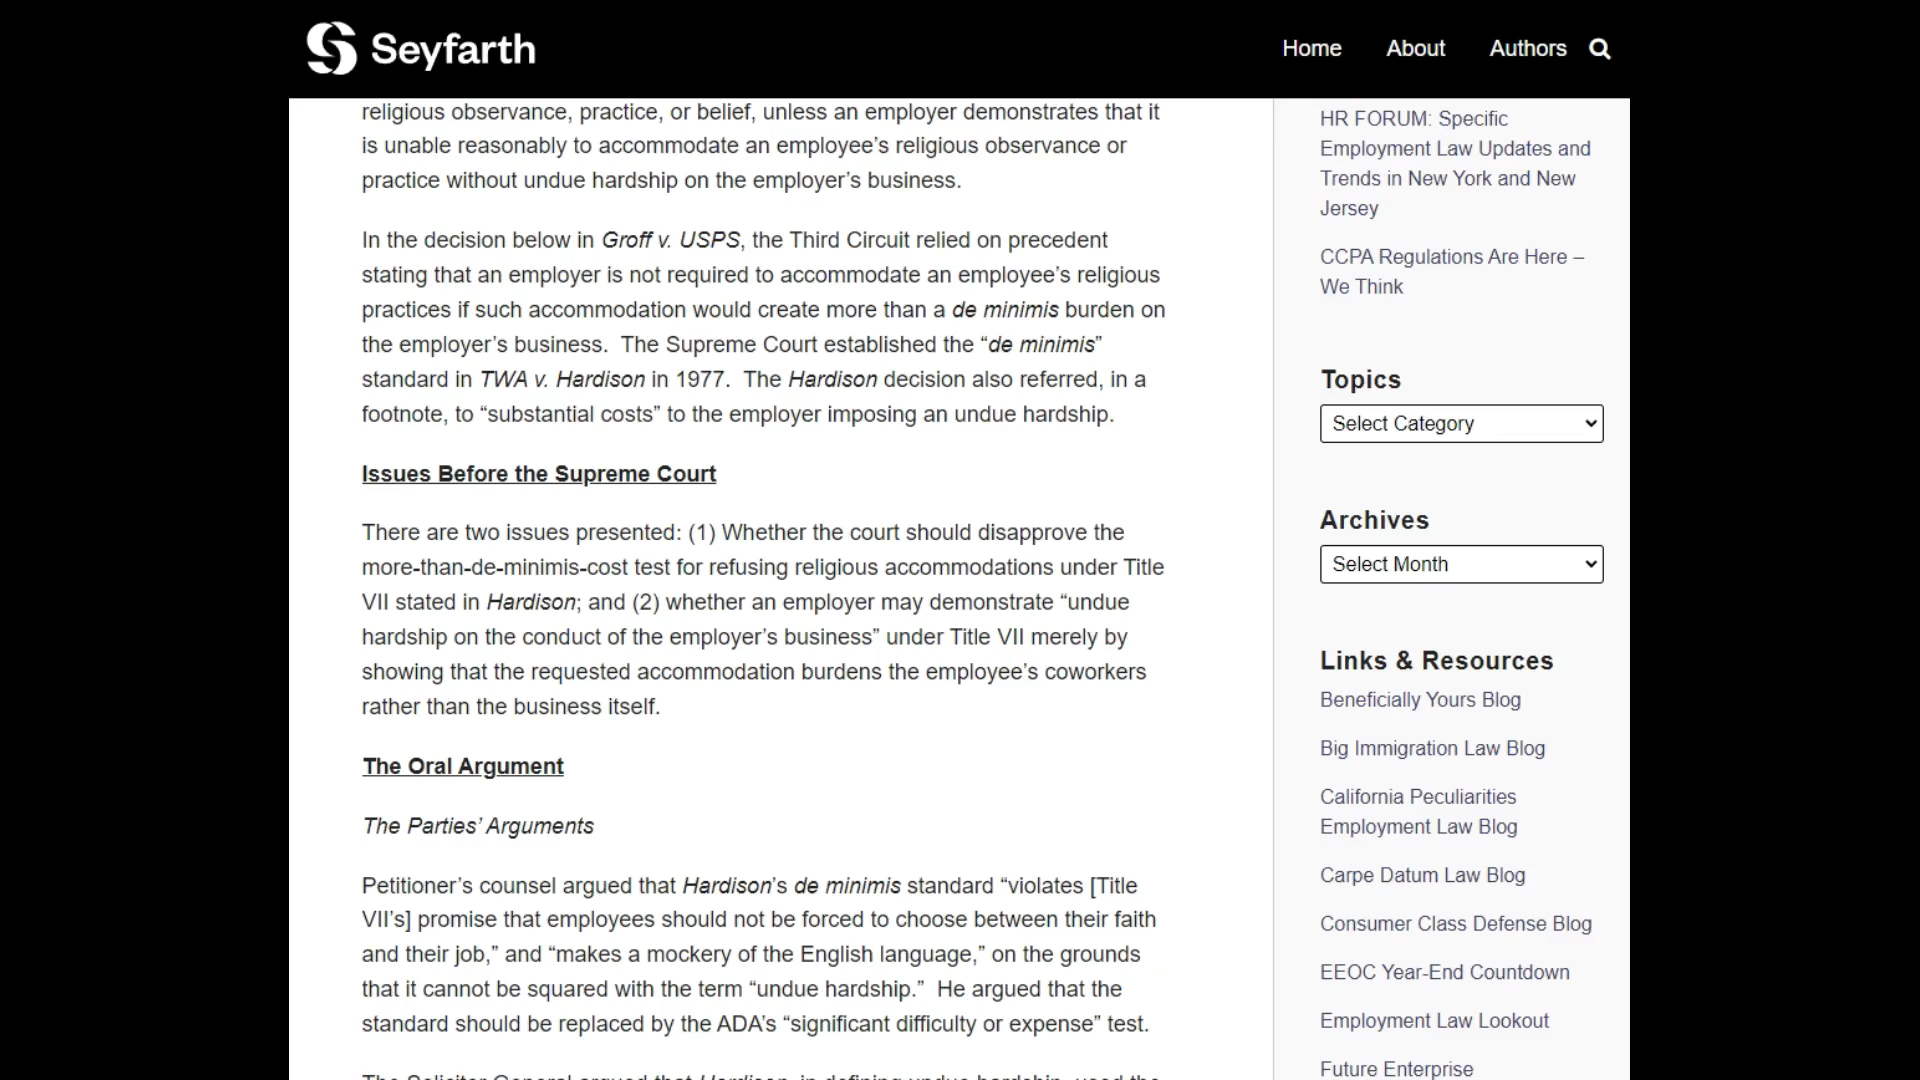 Seyfarth
Home
About
Authors
religious observance, practice, or belief, unless an employer demonstrates that it
is unable reasonably to accommodate an employee’s religious observance or
practice without undue hardship on the employer’s business.
In the decision below in Groff v. USPS, the Third Circuit relied on precedent
stating that an employer is not required to accommodate an employee’s religious
practices if such accommodation would create more than a de minimis burden on
the employer’s business.  The Supreme Court established the “de minimis”
standard in TWA v. Hardison in 1977.  The Hardison decision also referred, in a
footnote, to “substantial costs” to the employer imposing an undue hardship.
Issues Before the Supreme Court
There are two issues presented: (1) Whether the court should disapprove the
more-than-de-minimis-cost test for refusing religious accommodations under Title
VII stated in Hardison; and (2) whether an employer may demonstrate “undue
hardship on the conduct of the employer’s business” under Title VII merely by
showing that the requested accommodation burdens the employee’s coworkers
rather than the business itself.
The Oral Argument
The Parties’ Arguments
Petitioner’s counsel argued that Hardison’s de minimis standard “violates [Title
VII’s] promise that employees should not be forced to choose between their faith
and their job,” and “makes a mockery of the English language,” on the grounds
that it cannot be squared with the term “undue hardship.”  He argued that the
standard should be replaced by the ADA’s “significant difficulty or expense” test.
The Solicitor General argued that Hardison, in defining undue hardship, used the
HR FORUM: Specific
Employment Law Updates and
Trends in New York and New
Jersey
CCPA Regulations Are Here –
We Think
Topics
Select Category
Archives
Select Month
Links & Resources
Beneficially Yours Blog
Big Immigration Law Blog
California Peculiarities
Employment Law Blog
Carpe Datum Law Blog
Consumer Class Defense Blog
EEOC Year-End Countdown
Employment Law Lookout
Future Enterprise